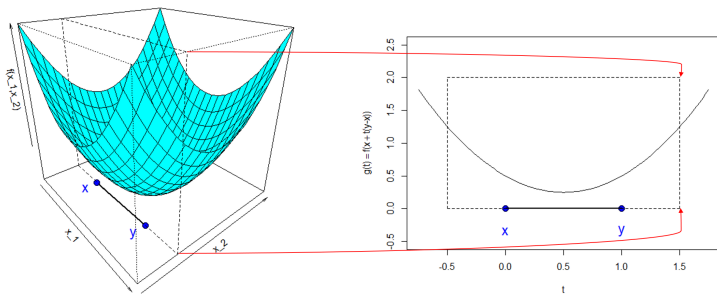 f(x_1,x_2)
x
y
x_1
x_2
g(t) = f(x + t(y-x))
2.5
2.0
1.5
1.0
0.5
0.0
-0.5
x
y
-0.5
0.0
0.5
1.0
1.5
t